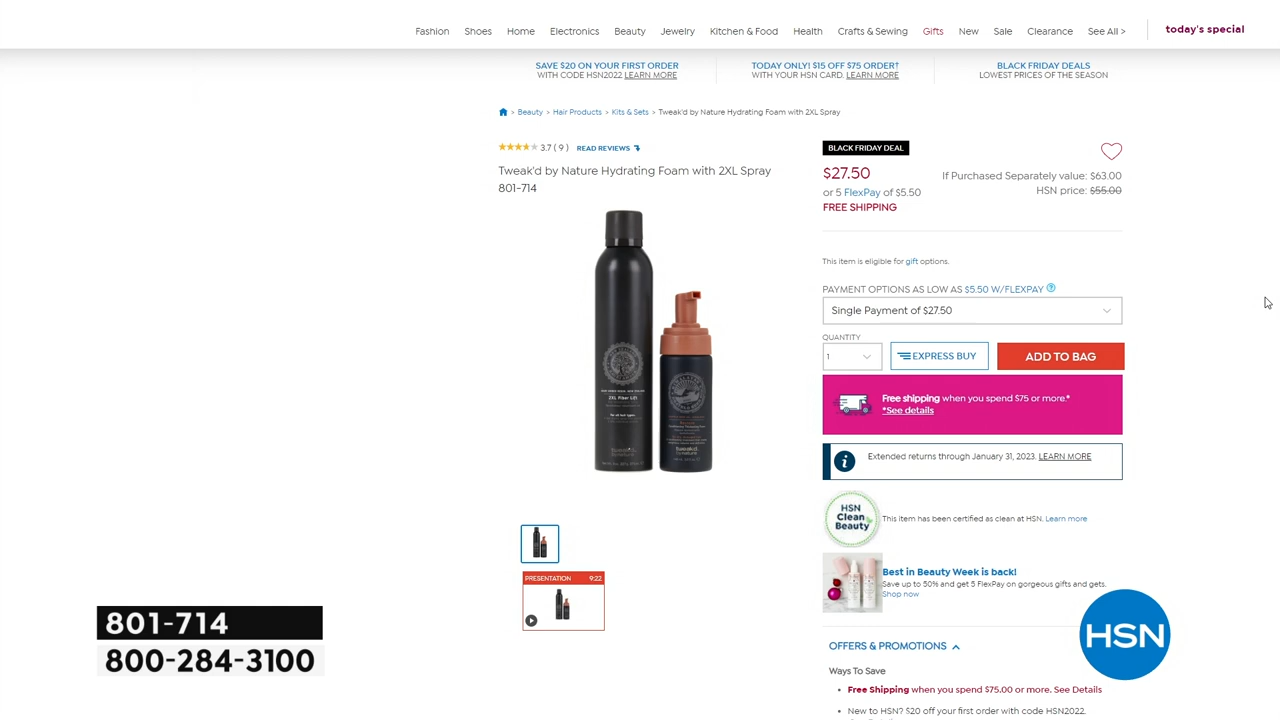 Fashion Shoes Home Electronics Beauty Jewelry Kitchen & Food Health Crafts & Sewing Gifts New Sale Clearance See All > today's special
SAVE $20 ON YOUR FIRST ORDER
WITH CODE HSN2022 LEARN MORE
TODAY ONLY! $15 OFF $75 ORDER†
WITH YOUR HSN CARD. LEARN MORE
BLACK FRIDAY DEALS
LOWEST PRICES OF THE SEASON
> Beauty > Hair Products > Kits & Sets > Tweak'd by Nature Hydrating Foam with 2XL Spray
3.7 ( 9 ) READ REVIEWS
Tweak'd by Nature Hydrating Foam with 2XL Spray
801-714
2XL Fiber Lift
tweak'd
by nature
tweak'd
by nature
PRESENTATION 9:22
BLACK FRIDAY DEAL
$27.50
If Purchased Separately value: $63.00
or 5 FlexPay of $5.50
HSN price: $55.00
FREE SHIPPING
This item is eligible for gift options.
PAYMENT OPTIONS AS LOW AS $5.50 W/FLEXPAY
Single Payment of $27.50
QUANTITY
1
EXPRESS BUY
ADD TO BAG
Free shipping when you spend $75 or more.*
*See details
Extended returns through January 31, 2023. LEARN MORE
HSN
Clean
Beauty
This item has been certified as clean at HSN. Learn more
Best in Beauty Week is back!
Save up to 50% and get 5 FlexPay on gorgeous gifts and gets.
Shop now
OFFERS & PROMOTIONS
Ways To Save
• Free Shipping when you spend $75.00 or more. See Details
• New to HSN? $20 off your first order with code HSN2022.
801-714
800-284-3100
HSN